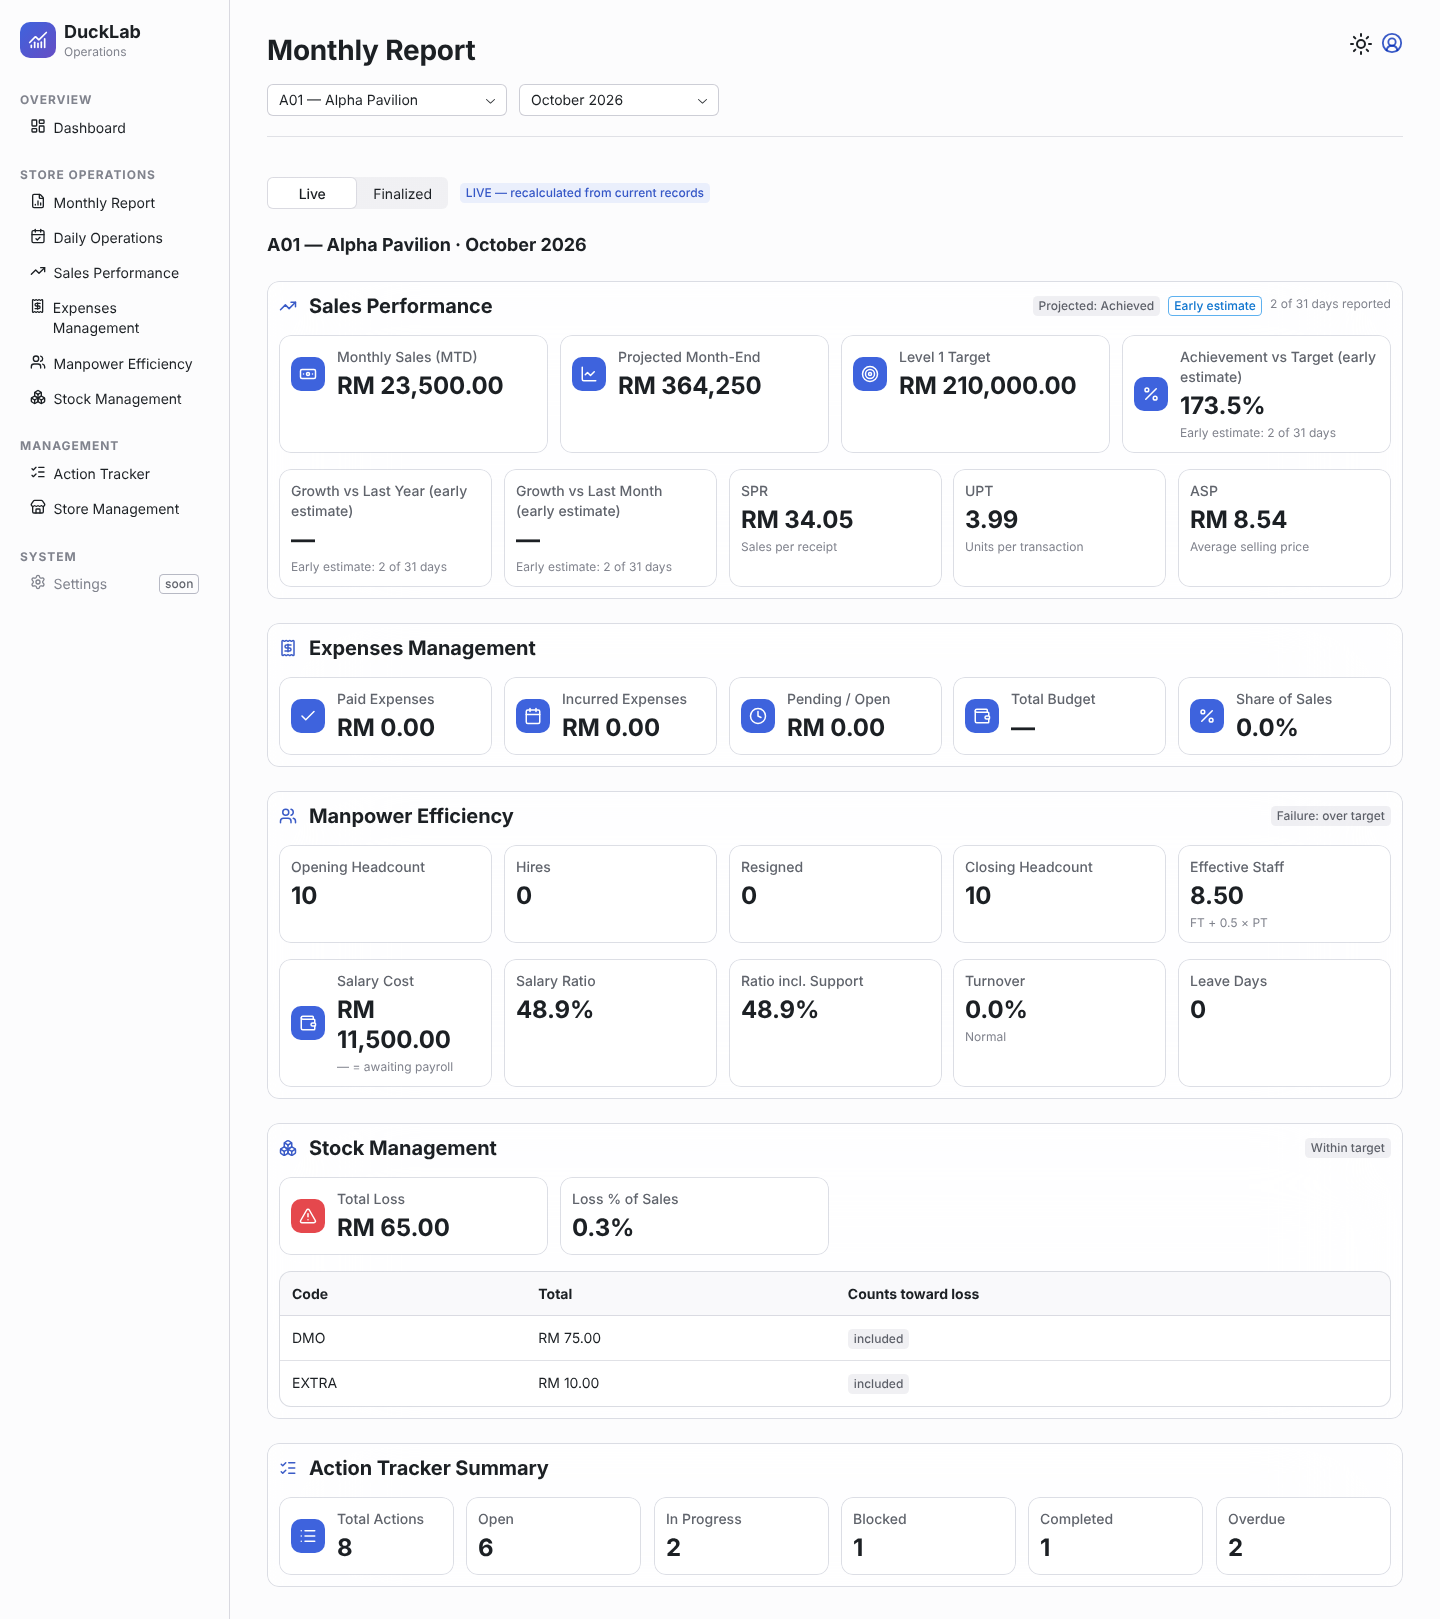 DuckLab
Operations
OVERVIEW
Dashboard
STORE OPERATIONS
Monthly Report
Daily Operations
Sales Performance
Expenses
Management
Manpower Efficiency
Stock Management
MANAGEMENT
Action Tracker
Store Management
SYSTEM
Settings soon
Monthly Report
A01 — Alpha Pavilion October 2026
Live Finalized LIVE — recalculated from current records
A01 — Alpha Pavilion · October 2026
Sales Performance Projected: Achieved Early estimate 2 of 31 days reported
Monthly Sales (MTD)
RM 23,500.00
Projected Month-End
RM 364,250
Level 1 Target
RM 210,000.00
Achievement vs Target (early
estimate)
173.5%
Early estimate: 2 of 31 days
Growth vs Last Year (early
estimate)
—
Early estimate: 2 of 31 days
Growth vs Last Month
(early estimate)
—
Early estimate: 2 of 31 days
SPR
RM 34.05
Sales per receipt
UPT
3.99
Units per transaction
ASP
RM 8.54
Average selling price
Expenses Management
Paid Expenses
RM 0.00
Incurred Expenses
RM 0.00
Pending / Open
RM 0.00
Total Budget
—
Share of Sales
0.0%
Manpower Efficiency Failure: over target
Opening Headcount
10
Hires
0
Resigned
0
Closing Headcount
10
Effective Staff
8.50
FT + 0.5 × PT
Salary Cost
RM
11,500.00
— = awaiting payroll
Salary Ratio
48.9%
Ratio incl. Support
48.9%
Turnover
0.0%
Normal
Leave Days
0
Stock Management Within target
Total Loss
RM 65.00
Loss % of Sales
0.3%
Code Total Counts toward loss
DMO RM 75.00 included
EXTRA RM 10.00 included
Action Tracker Summary
Total Actions
8
Open
6
In Progress
2
Blocked
1
Completed
1
Overdue
2